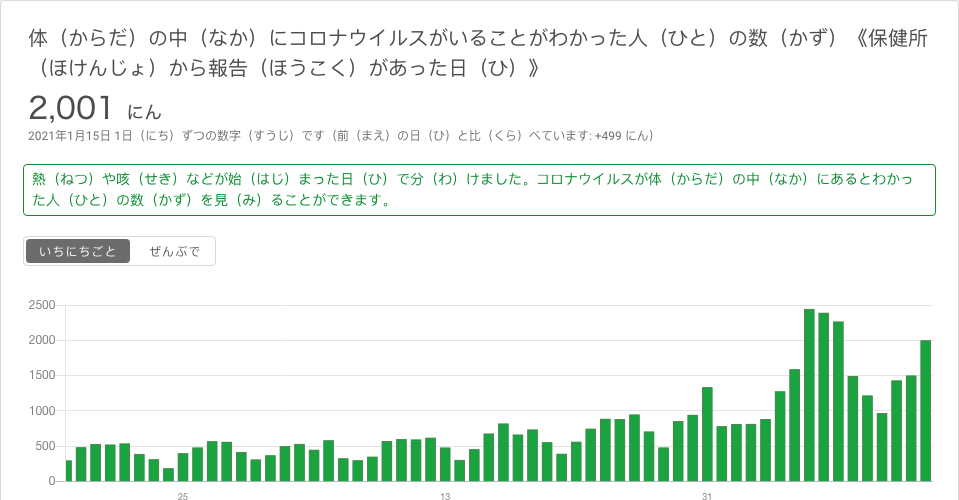 体（からだ）の中（なか）にコロナウイルスがいることがわかった人（ひと）の数（かず）《保健所
（ほけんじょ）から報告（ほうこく）があった日（ひ）》
2,001 にん
2021年1月15日 1日（にち）ずつの数字（すうじ）です（前（まえ）の日（ひ）と比（くら）べています: +499 にん）
熱（ねつ）や咳（せき）などが始（はじ）まった日（ひ）で分（わ）けました。コロナウイルスが体（からだ）の中（なか）にあるとわかっ
た人（ひと）の数（かず）を見（み）ることができます。
いちにちごと ぜんぶで
2500
2000
1500
1000
500
0
25 13 31